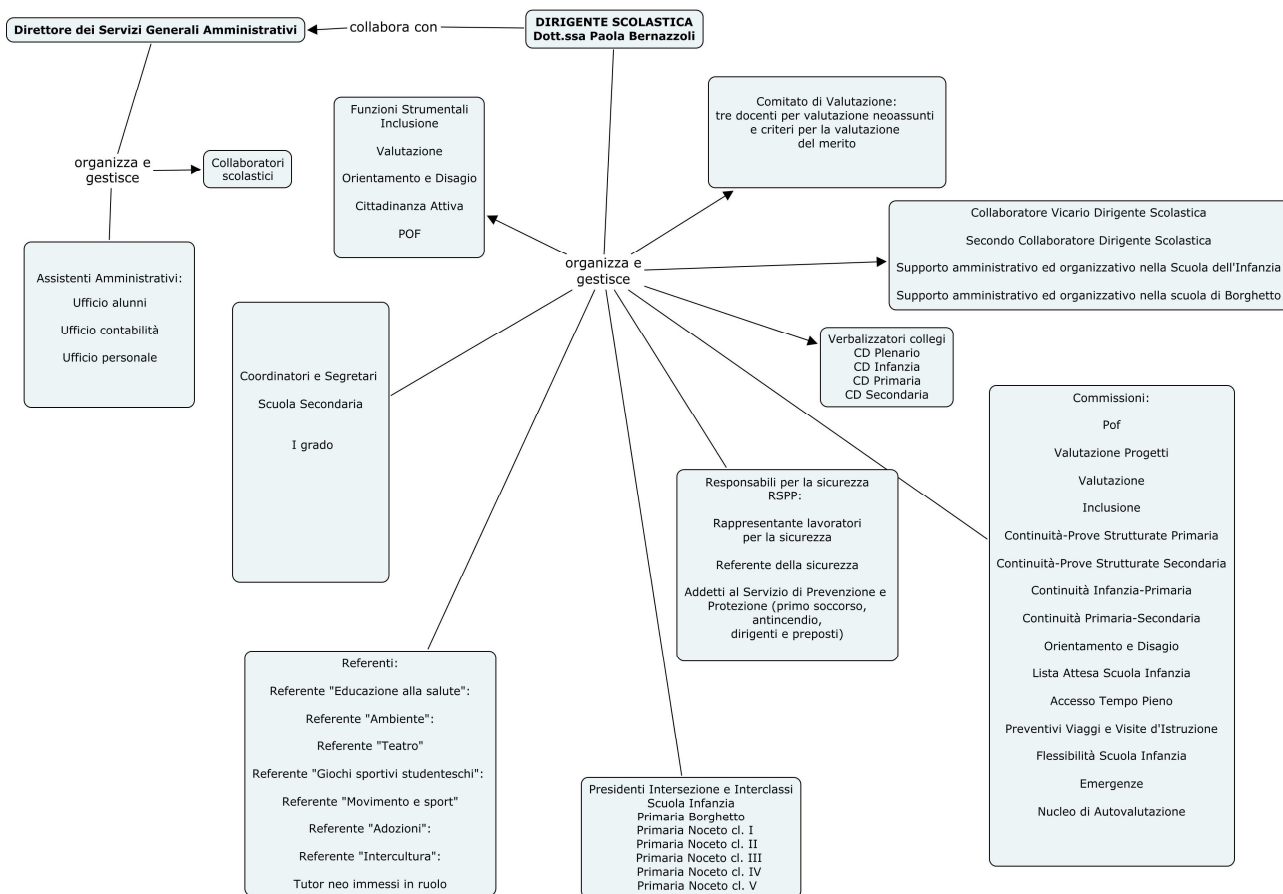 Direttore dei Servizi Generali Amministrativi
collabora con
DIRIGENTE SCOLASTICA
Dott.ssa Paola Bernazzoli
organizza e
gestisce
Collaboratori
scolastici
Assistenti Amministrativi:
Ufficio alunni
Ufficio contabilità
Ufficio personale
Funzioni Strumentali
Inclusione
Valutazione
Orientamento e Disagio
Cittadinanza Attiva
POF
Comitato di Valutazione:
tre docenti per valutazione neoassunti
e criteri per la valutazione
del merito
organizza e
gestisce
Collaboratore Vicario Dirigente Scolastica
Secondo Collaboratore Dirigente Scolastica
Supporto amministrativo ed organizzativo nella Scuola dell'Infanzia
Supporto amministrativo ed organizzativo nella scuola di Borghetto
Verbalizzatori collegi
CD Plenario
CD Infanzia
CD Primaria
CD Secondaria
Coordinatori e Segretari
Scuola Secondaria
I grado
Commissioni:
Pof
Valutazione Progetti
Valutazione
Inclusione
Continuità-Prove Strutturate Primaria
Continuità-Prove Strutturate Secondaria
Continuità Infanzia-Primaria
Continuità Primaria-Secondaria
Orientamento e Disagio
Lista Attesa Scuola Infanzia
Accesso Tempo Pieno
Preventivi Viaggi e Visite d'Istruzione
Flessibilità Scuola Infanzia
Emergenze
Nucleo di Autovalutazione
Responsabili per la sicurezza
RSPP:
Rappresentante lavoratori
per la sicurezza
Referente della sicurezza
Addetti al Servizio di Prevenzione e
Protezione (primo soccorso,
antincendio,
dirigenti e preposti)
Referenti:
Referente "Educazione alla salute":
Referente "Ambiente":
Referente "Teatro"
Referente "Giochi sportivi studenteschi":
Referente "Movimento e sport"
Referente "Adozioni":
Referente "Intercultura":
Tutor neo immessi in ruolo
Presidenti Intersezione e Interclassi
Scuola Infanzia
Primaria Borghetto
Primaria Noceto cl. I
Primaria Noceto cl. II
Primaria Noceto cl. III
Primaria Noceto cl. IV
Primaria Noceto cl. V